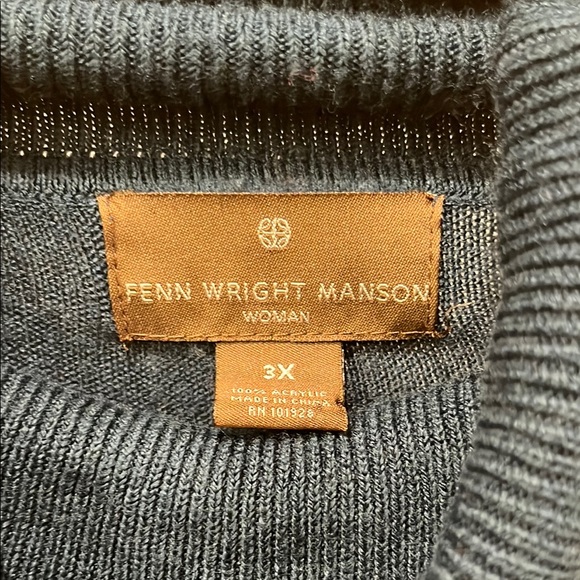 FENN WRIGHT MANSON
WOMAN
3X
100% ACRYLIC
MADE IN CHINA
RN 101928